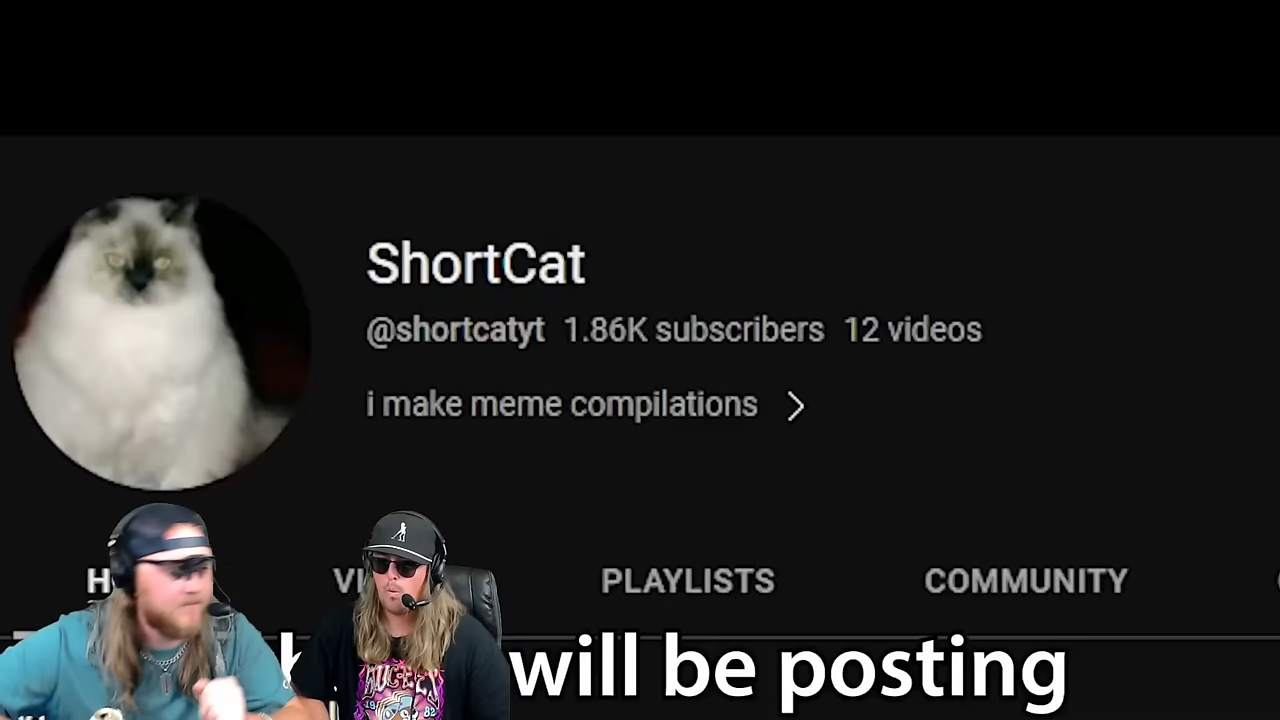 ShortCat
@shortcatyt 1.86K subscribers 12 videos
i make meme compilations
PLAYLISTS COMMUNITY
will be posting